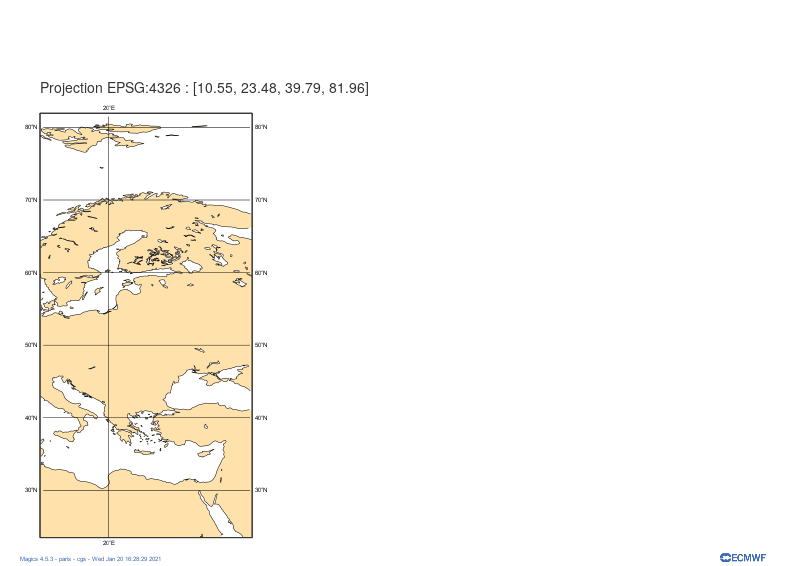 Projection EPSG:4326 : [10.55, 23.48, 39.79, 81.96]
20°E
80°N 80°N
70°N 70°N
60°N 60°N
50°N 50°N
40°N 40°N
30°N 30°N
20°E
Magics 4.5.3 - paris - cgs - Wed Jan 20 16:28:29 2021
ECMWF